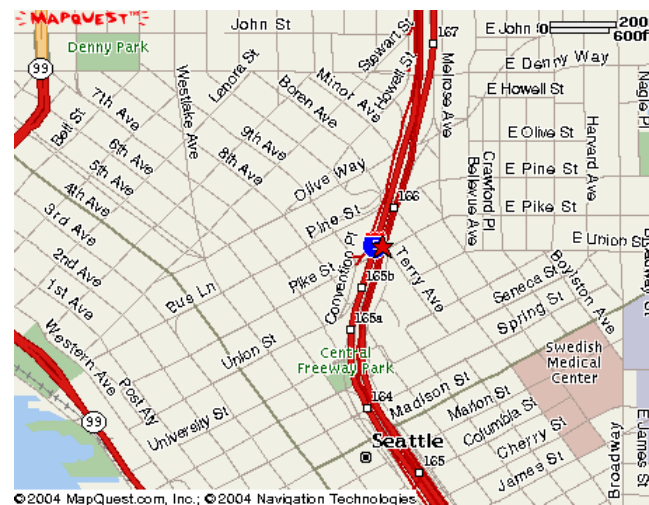 MAPQUEST™
John St
Stewart St
167
E John
0
200
600f
Denny Park
99
E Denny Way
Lenora St
Minor Ave
Boren Ave
Howell St
Melrose Ave
E Howell St
Nagle Pl
7th Ave
Westlake Ave
Bell St
6th Ave
9th Ave
8th Ave
E Olive St
Harvard Ave
5th Ave
4th Ave
Olive Way
Crawford Pl
Bellevue Ave
E Pine St
3rd Ave
166
Pine St
E Pike St
2nd Ave
E Union St
Pike St
Convention Pl
Terry Ave
1st Ave
Bus Ln
165b
Seneca St
Boylston Ave
165a
Spring St
Western Ave
Union St
Central
Freeway Park
Swedish
Medical
Center
Post Aly
164
Madison St
Marion St
99
University St
Columbia St
Seattle
Cherry St
165
James St
Broadway
E James St
©2004 MapQuest.com, Inc.; ©2004 Navigation Technologies